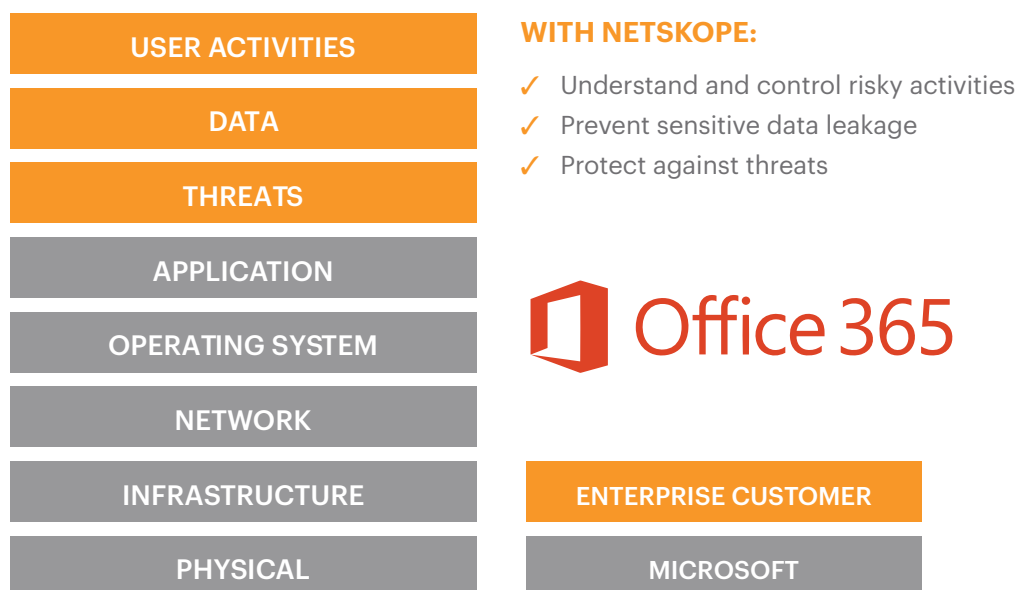 USER ACTIVITIES
DATA
THREATS
APPLICATION
OPERATING SYSTEM
NETWORK
INFRASTRUCTURE
PHYSICAL
WITH NETSKOPE:
✓ Understand and control risky activities
✓ Prevent sensitive data leakage
✓ Protect against threats
Office 365
ENTERPRISE CUSTOMER
MICROSOFT